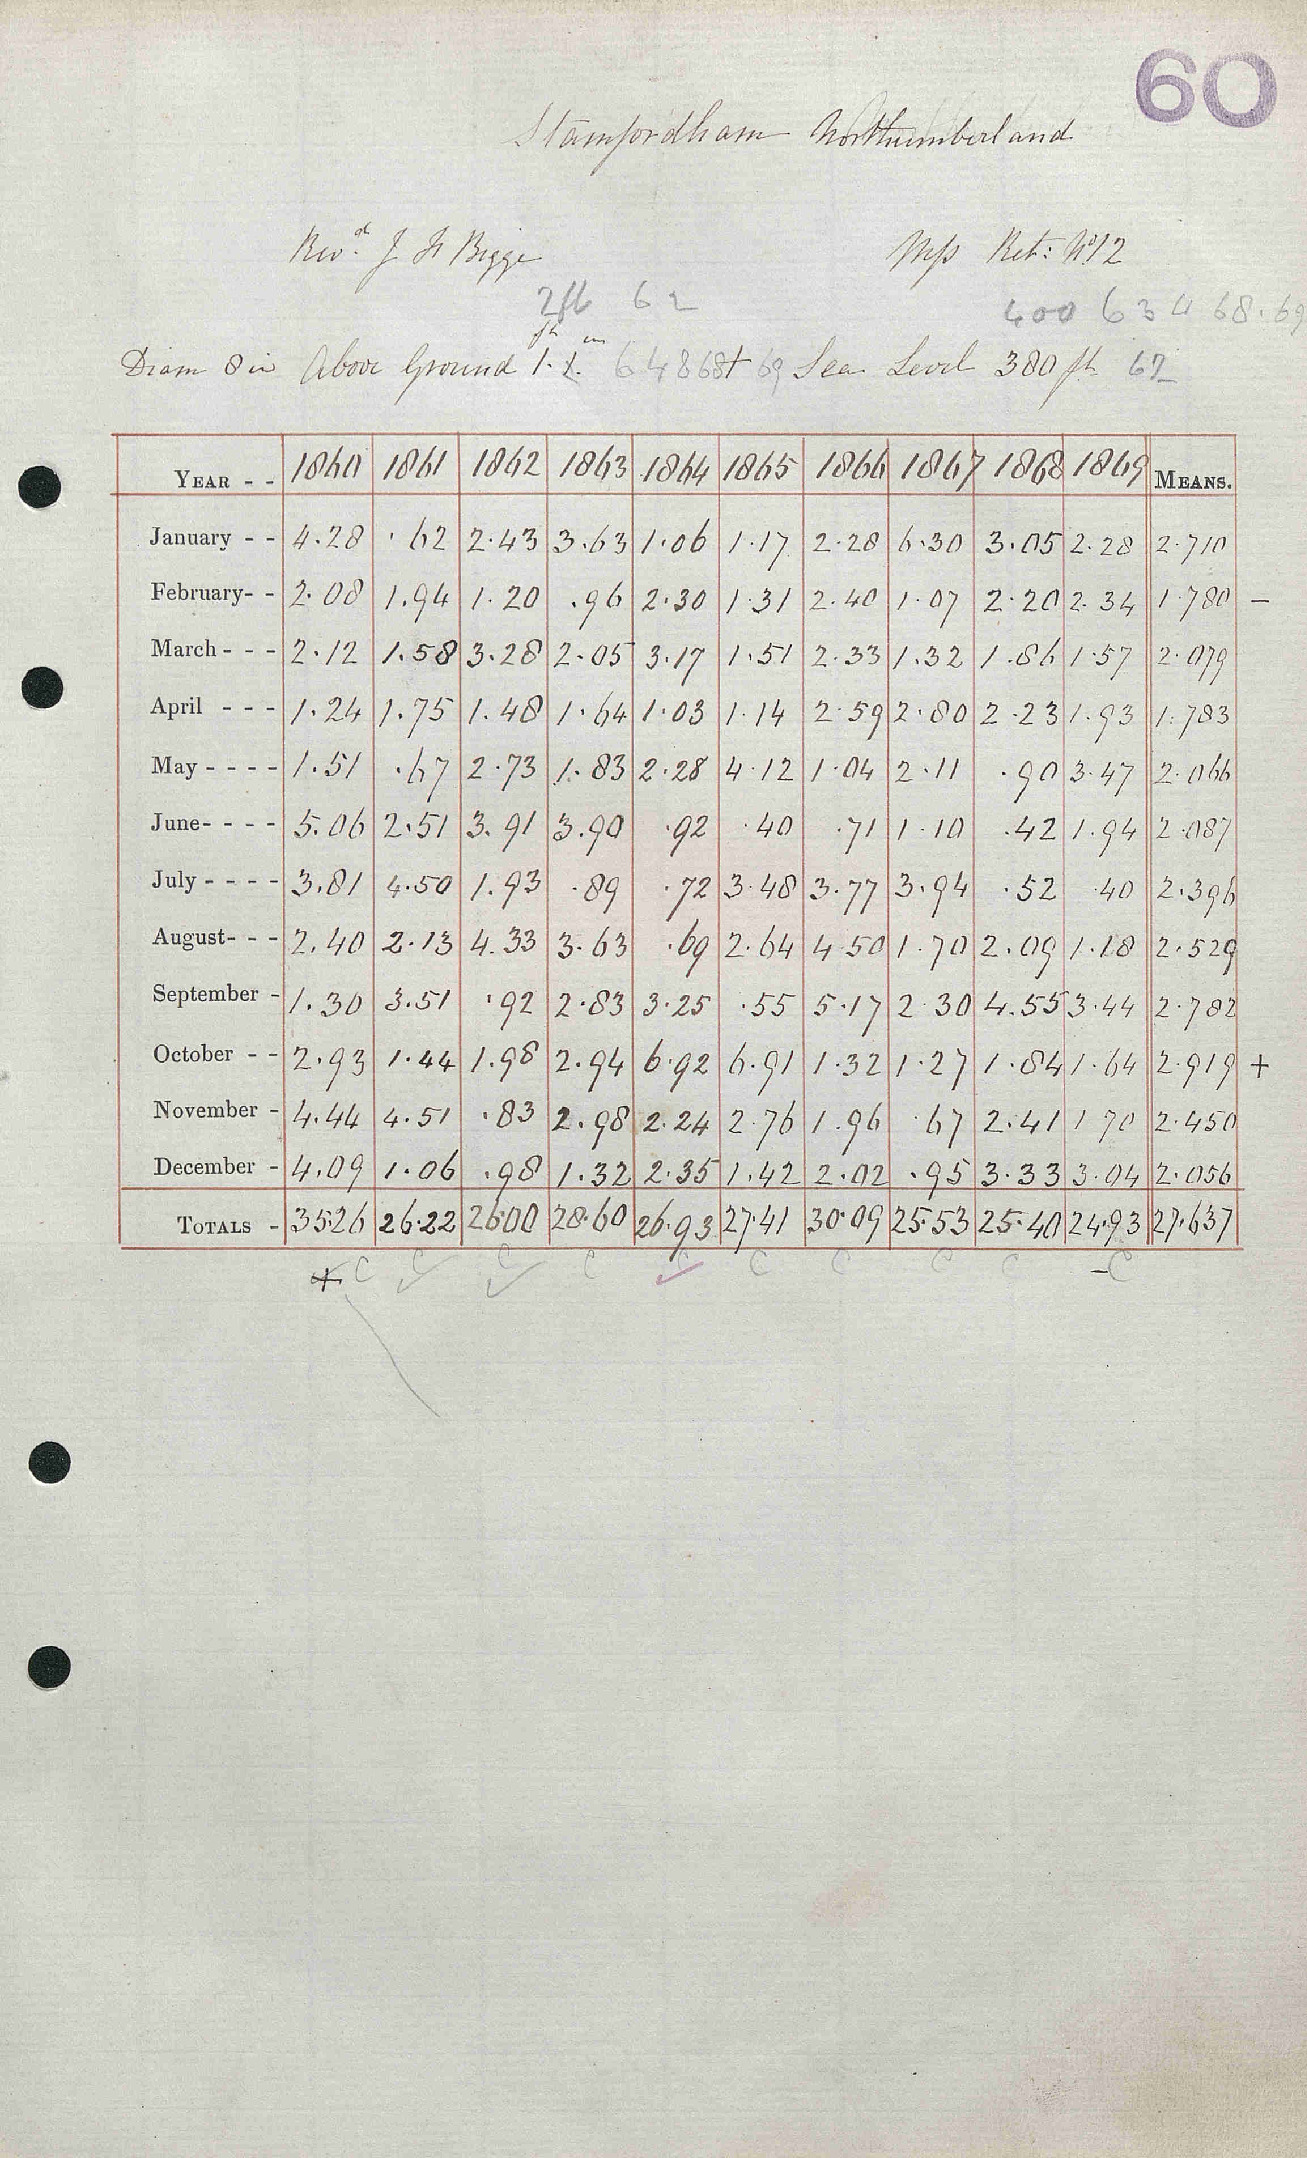 60
Stamfordham Northumberland
Revd. J F Bigge Mss Ret: No 12
2ft 62 400 63 4 68.69
Diam 8 in Above Ground 1ft. 1in. Sea Level 380 ft 62
YEAR - - 1860 1861 1862 1863 1864 1865 1866 1867 1868 1869 MEANS.
January - - 4.28 .62 2.43 3.63 1.06 1.17 2.28 6.30 3.05 2.28 2.710
February- - 2.08 1.94 1.20 .96 2.30 1.31 2.40 1.07 2.20 2.34 1.780 -
March - - - 2.12 1.58 3.28 2.05 3.17 1.51 2.33 1.32 1.86 1.57 2.079
April - - - 1.24 1.75 1.48 1.64 1.03 1.14 2.59 2.80 2.23 1.93 1.783
May - - - - 1.51 .67 2.73 1.83 2.28 4.12 1.04 2.11 .90 3.47 2.066
June- - - - 5.06 2.51 3.91 3.90 .92 .40 .71 1.10 .42 1.94 2.087
July - - - - 3.81 4.50 1.93 .89 .72 3.48 3.77 3.94 .52 .40 2.396
August- - - 2.40 2.13 4.33 3.63 .69 2.64 4.50 1.70 2.09 1.18 2.529
September - 1.30 3.51 .92 2.83 3.25 .55 5.17 2.30 4.55 3.44 2.782
October - - 2.93 1.44 1.98 2.94 6.92 6.91 1.32 1.27 1.84 1.64 2.919 +
November - 4.44 4.51 .83 2.98 2.24 2.76 1.96 .67 2.41 1.70 2.450
December - 4.09 1.06 .98 1.32 2.35 1.42 2.02 .95 3.33 3.04 2.056
TOTALS - 35.26 26.22 26.00 28.60 26.93 27.41 30.09 25.53 25.40 24.93 27.637
+ C C C C C C C C C - C